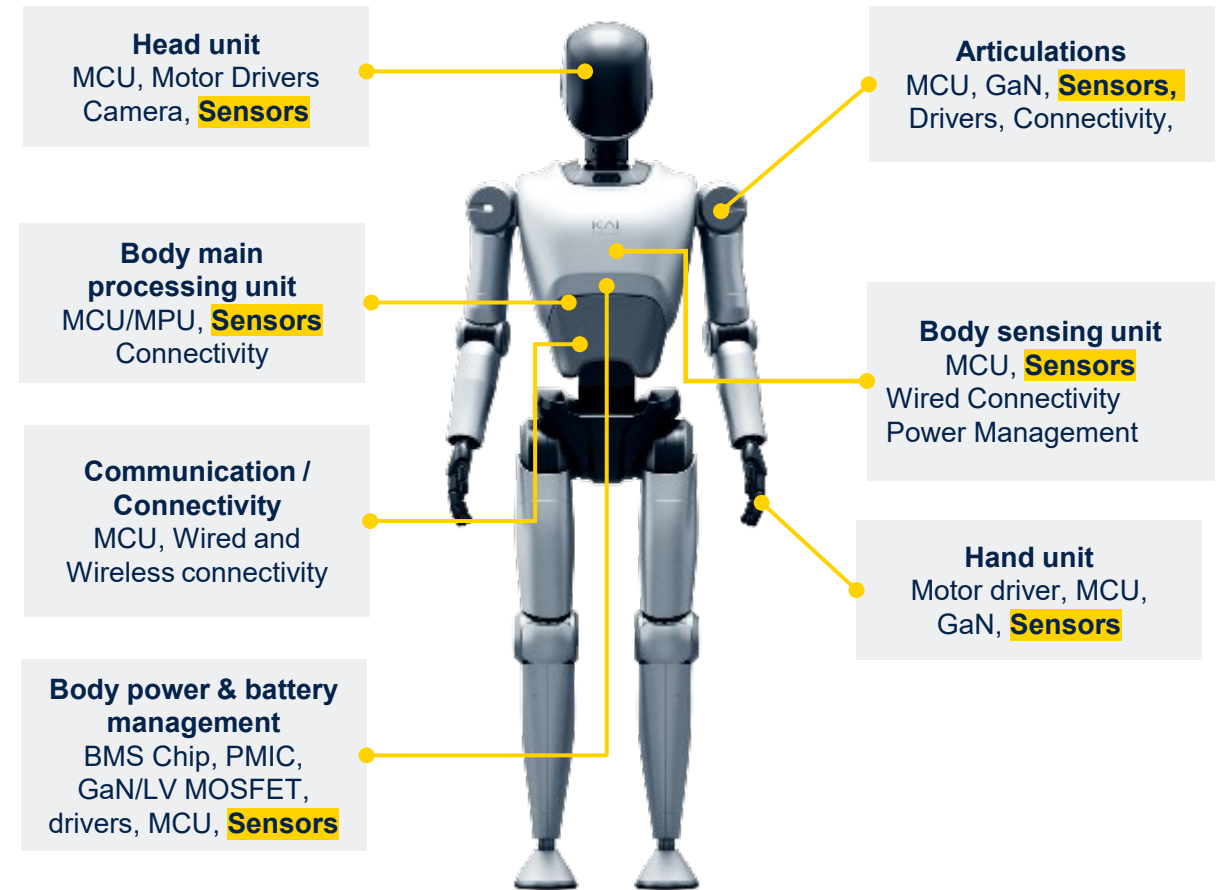 Head unit
MCU, Motor Drivers
Camera, Sensors
Body main
processing unit
MCU/MPU, Sensors
Connectivity
Communication /
Connectivity
MCU, Wired and
Wireless connectivity
Body power & battery
management
BMS Chip, PMIC,
GaN/LV MOSFET,
drivers, MCU, Sensors
Articulations
MCU, GaN, Sensors,
Drivers, Connectivity,
Body sensing unit
MCU, Sensors
Wired Connectivity
Power Management
Hand unit
Motor driver, MCU,
GaN, Sensors